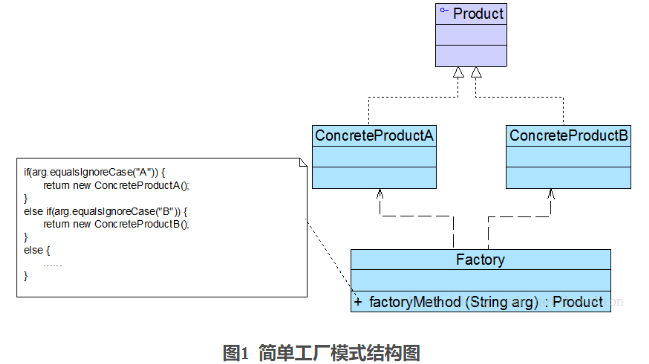 Product
ConcreteProductA
ConcreteProductB
if(arg.equalsIgnoreCase("A")) {
return new ConcreteProductA();
}
else if(arg.equalsIgnoreCase("B")) {
return new ConcreteProductB();
}
else {
......
}
Factory
+ factoryMethod (String arg) : Product
图1 简单工厂模式结构图